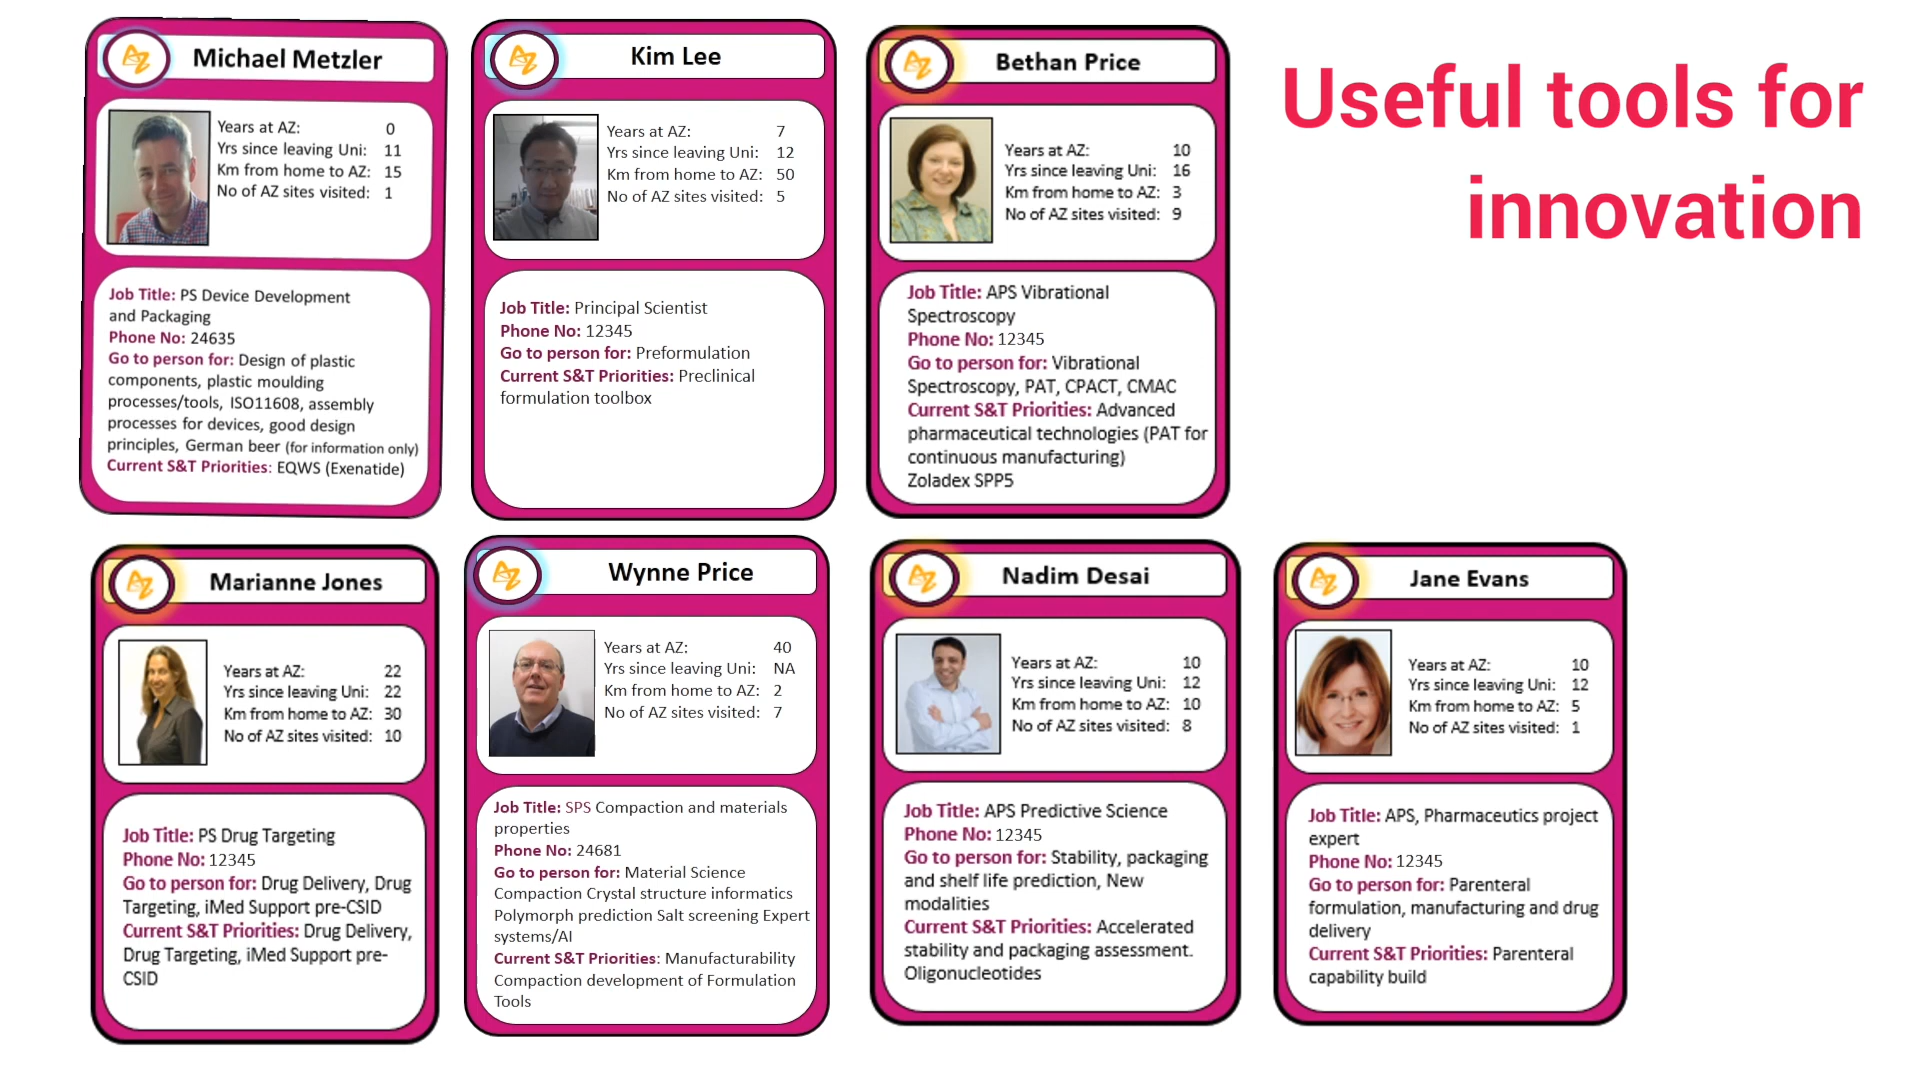 Useful tools for
innovation
Michael Metzler
Years at AZ: 0
Yrs since leaving Uni: 11
Km from home to AZ: 15
No of AZ sites visited: 1
Job Title: PS Device Development
and Packaging
Phone No: 24635
Go to person for: Design of plastic
components, plastic moulding
processes/tools, ISO11608, assembly
processes for devices, good design
principles, German beer (for information only)
Current S&T Priorities: EQWS (Exenatide)
Kim Lee
Years at AZ: 7
Yrs since leaving Uni: 12
Km from home to AZ: 50
No of AZ sites visited: 5
Job Title: Principal Scientist
Phone No: 12345
Go to person for: Preformulation
Current S&T Priorities: Preclinical
formulation toolbox
Bethan Price
Years at AZ: 10
Yrs since leaving Uni: 16
Km from home to AZ: 3
No of AZ sites visited: 9
Job Title: APS Vibrational
Spectroscopy
Phone No: 12345
Go to person for: Vibrational
Spectroscopy, PAT, CPACT, CMAC
Current S&T Priorities: Advanced
pharmaceutical technologies (PAT for
continuous manufacturing)
Zoladex SPP5
Marianne Jones
Years at AZ: 22
Yrs since leaving Uni: 22
Km from home to AZ: 30
No of AZ sites visited: 10
Job Title: PS Drug Targeting
Phone No: 12345
Go to person for: Drug Delivery, Drug
Targeting, iMed Support pre-CSID
Current S&T Priorities: Drug Delivery,
Drug Targeting, iMed Support pre-
CSID
Wynne Price
Years at AZ: 40
Yrs since leaving Uni: NA
Km from home to AZ: 2
No of AZ sites visited: 7
Job Title: SPS Compaction and materials
properties
Phone No: 24681
Go to person for: Material Science
Compaction Crystal structure informatics
Polymorph prediction Salt screening Expert
systems/AI
Current S&T Priorities: Manufacturability
Compaction development of Formulation
Tools
Nadim Desai
Years at AZ: 10
Yrs since leaving Uni: 12
Km from home to AZ: 10
No of AZ sites visited: 8
Job Title: APS Predictive Science
Phone No: 12345
Go to person for: Stability, packaging
and shelf life prediction, New
modalities
Current S&T Priorities: Accelerated
stability and packaging assessment.
Oligonucleotides
Jane Evans
Years at AZ: 10
Yrs since leaving Uni: 12
Km from home to AZ: 5
No of AZ sites visited: 1
Job Title: APS, Pharmaceutics project
expert
Phone No: 12345
Go to person for: Parenteral
formulation, manufacturing and drug
delivery
Current S&T Priorities: Parenteral
capability build